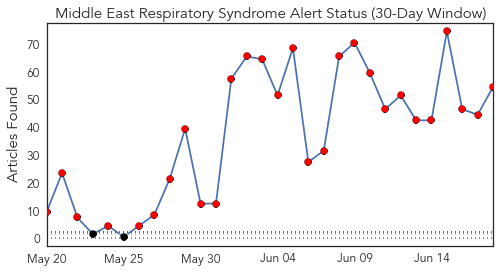 Middle East Respiratory Syndrome Alert Status (30-Day Window)
Articles Found
70
60
50
40
30
20
10
0
May 20
May 25
May 30
Jun 04
Jun 09
Jun 14